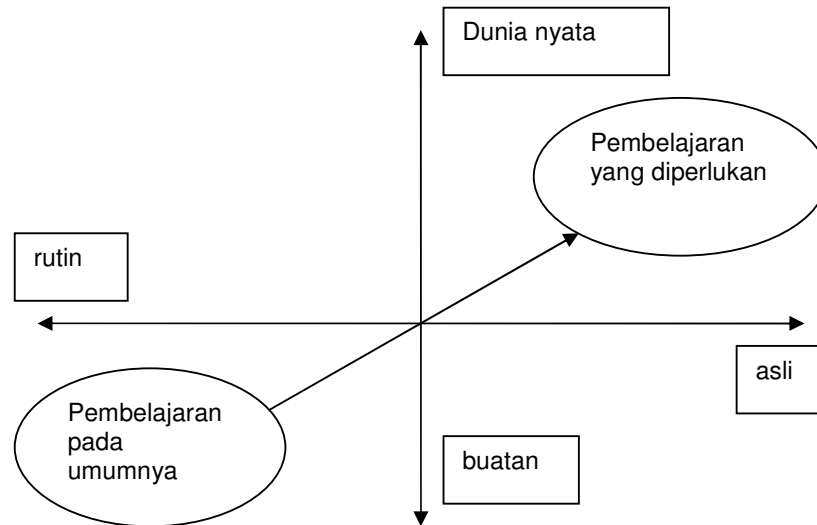 Dunia nyata
Pembelajaran
yang diperlukan
rutin
asli
Pembelajaran
pada
umumnya
buatan